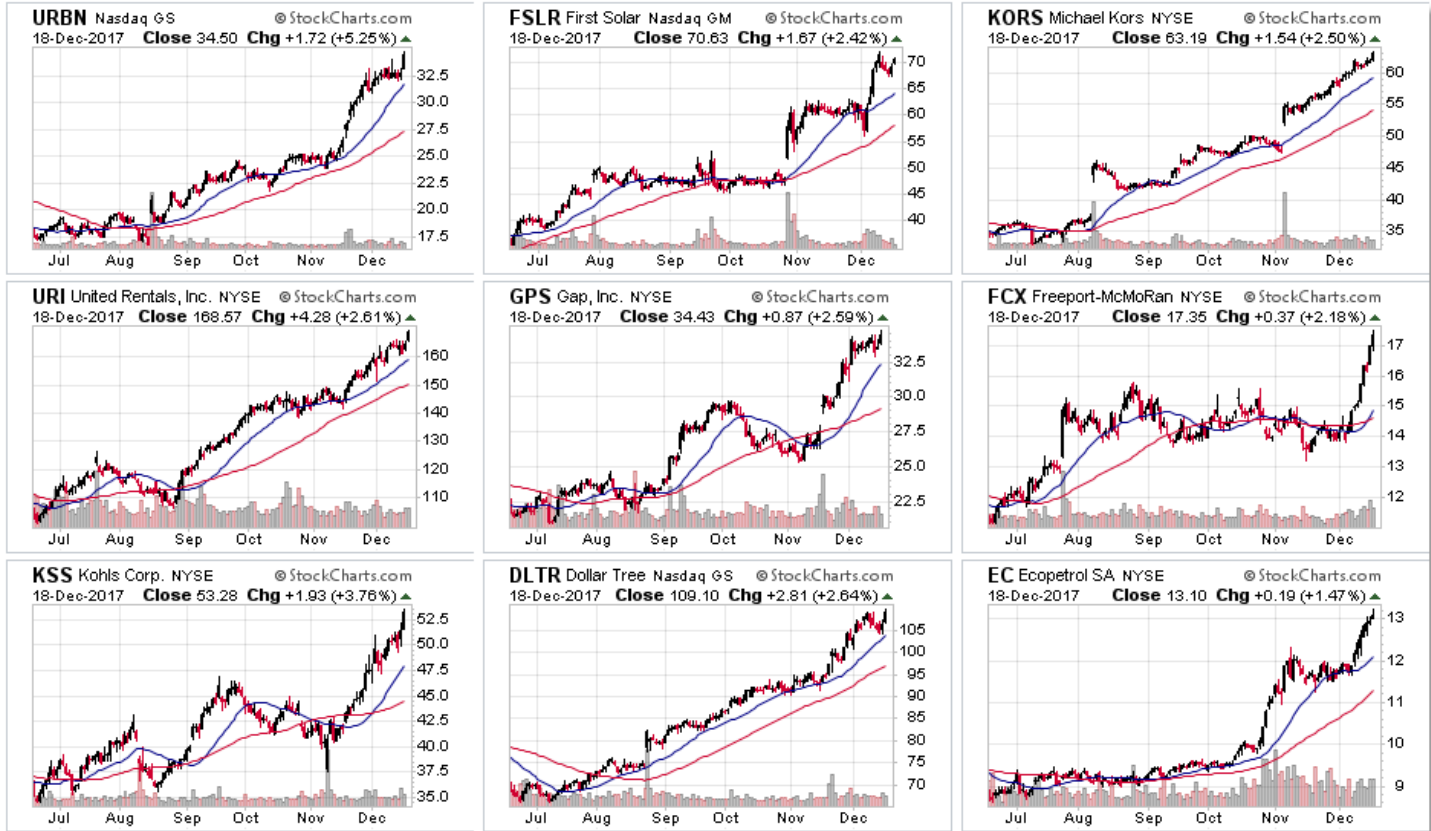 URBN Nasdaq GS © StockCharts.com
18-Dec-2017 Close 34.50 Chg +1.72 (+5.25%)
32.5
30.0
27.5
25.0
22.5
20.0
17.5
Jul Aug Sep Oct Nov Dec
FSLR First Solar Nasdaq GM © StockCharts.com
18-Dec-2017 Close 70.63 Chg +1.67 (+2.42%)
70
65
60
55
50
45
40
Jul Aug Sep Oct Nov Dec
KORS Michael Kors NYSE © StockCharts.com
18-Dec-2017 Close 63.19 Chg +1.54 (+2.50%)
60
55
50
45
40
35
Jul Aug Sep Oct Nov Dec
URI United Rentals, Inc. NYSE © StockCharts.com
18-Dec-2017 Close 168.57 Chg +4.28 (+2.61%)
160
150
140
130
120
110
Jul Aug Sep Oct Nov Dec
GPS Gap, Inc. NYSE © StockCharts.com
18-Dec-2017 Close 34.43 Chg +0.87 (+2.59%)
32.5
30.0
27.5
25.0
22.5
Jul Aug Sep Oct Nov Dec
FCX Freeport-McMoRan NYSE © StockCharts.com
18-Dec-2017 Close 17.35 Chg +0.37 (+2.18%)
17
16
15
14
13
12
Jul Aug Sep Oct Nov Dec
KSS Kohls Corp. NYSE © StockCharts.com
18-Dec-2017 Close 53.28 Chg +1.93 (+3.76%)
52.5
50.0
47.5
45.0
42.5
40.0
37.5
35.0
Jul Aug Sep Oct Nov Dec
DLTR Dollar Tree Nasdaq GS © StockCharts.com
18-Dec-2017 Close 109.10 Chg +2.81 (+2.64%)
105
100
95
90
85
80
75
70
Jul Aug Sep Oct Nov Dec
EC Ecopetrol SA NYSE © StockCharts.com
18-Dec-2017 Close 13.10 Chg +0.19 (+1.47%)
13
12
11
10
9
Jul Aug Sep Oct Nov Dec